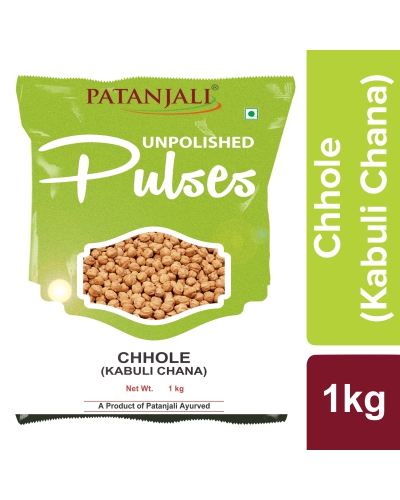 PATANJALI®
UNPOLISHED
Pulses
CHHOLE
(KABULI CHANA)
Net Wt. 1 kg
A Product of Patanjali Ayurved
Chhole
(Kabuli Chana)
1kg